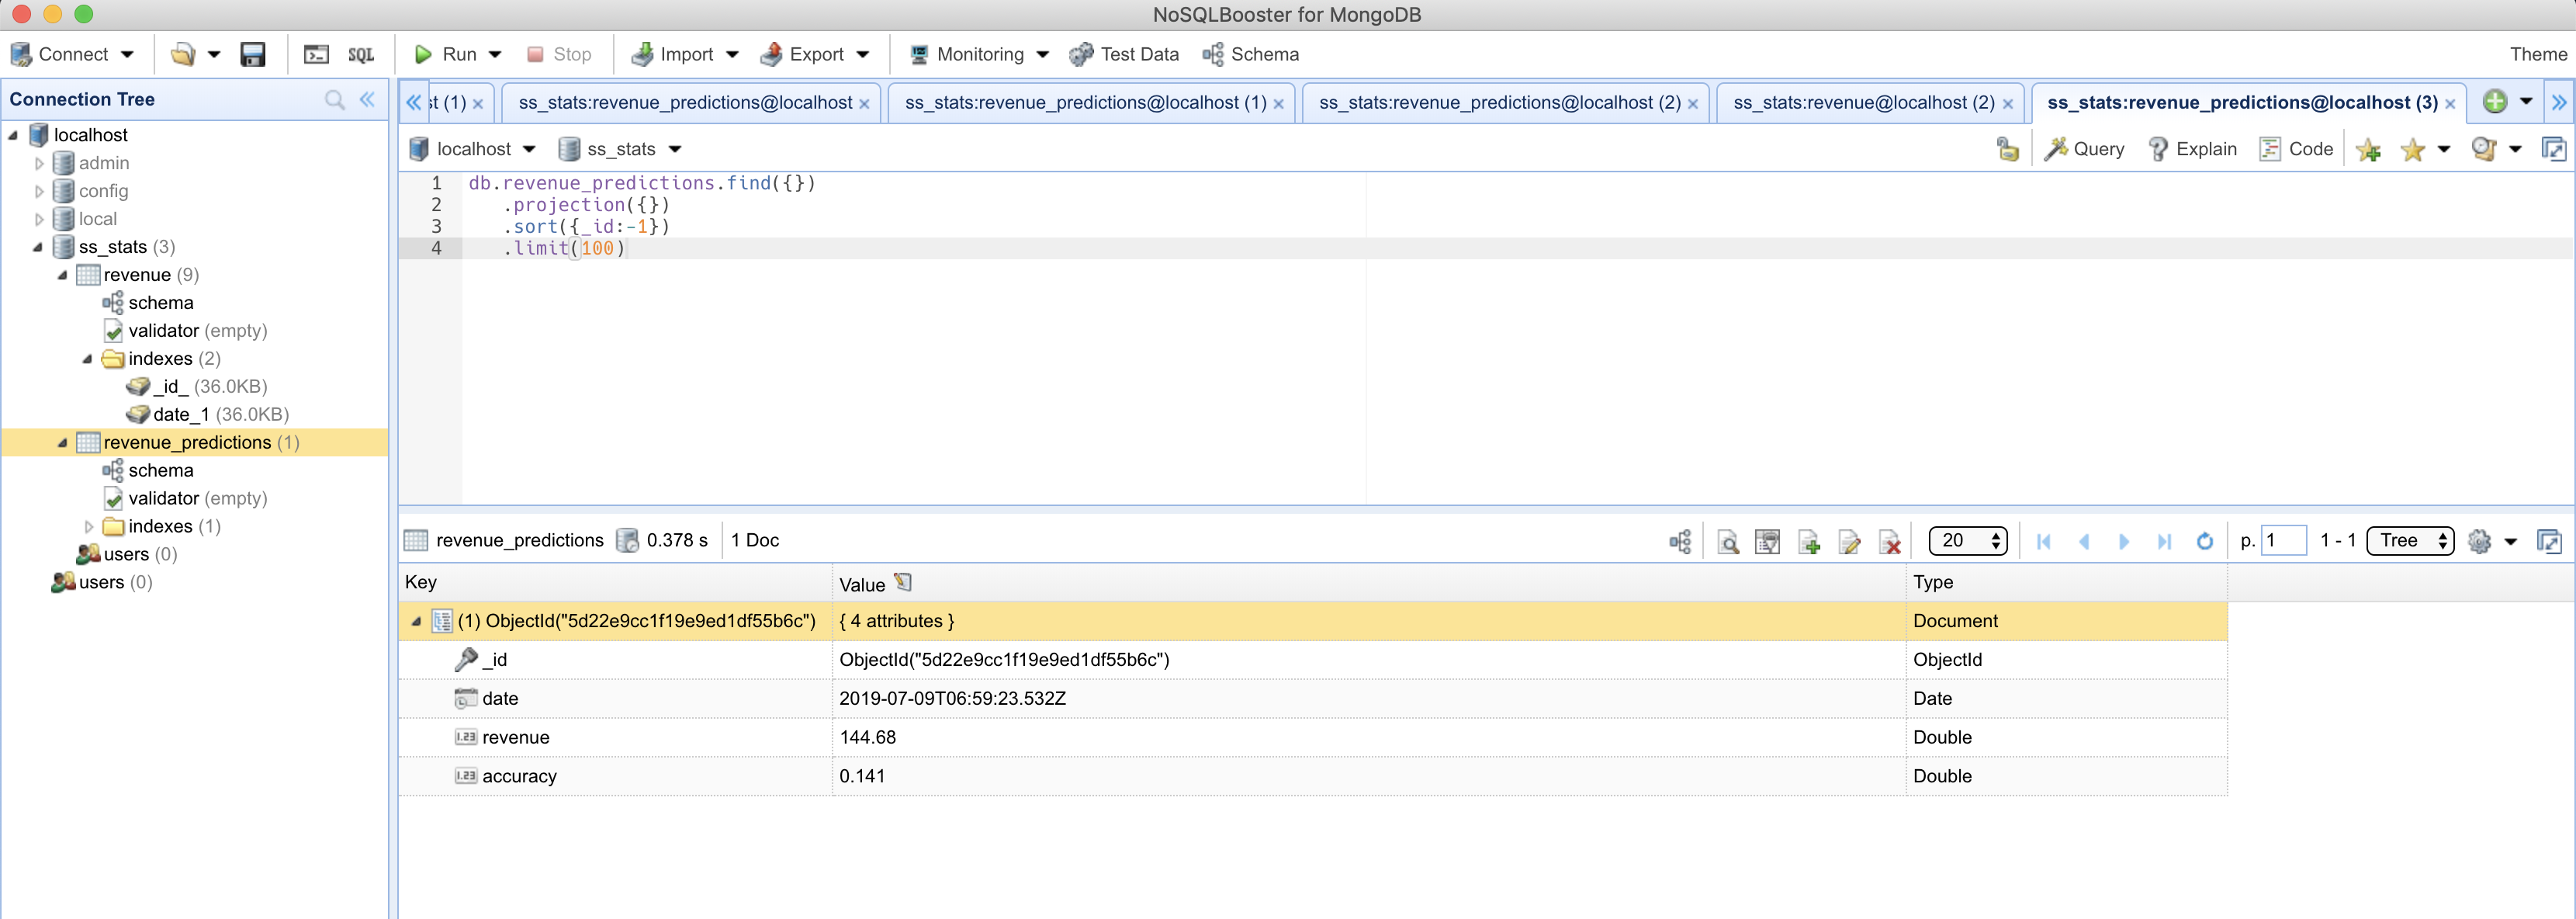 NoSQLBooster for MongoDB
Connect SQL Run Stop Import Export Monitoring Test Data Schema Theme
Connection Tree
localhost
admin
config
local
ss_stats (3)
revenue (9)
schema
validator (empty)
indexes (2)
_id_ (36.0KB)
date_1 (36.0KB)
revenue_predictions (1)
schema
validator (empty)
indexes (1)
users (0)
users (0)
st (1) ss_stats:revenue_predictions@localhost ss_stats:revenue_predictions@localhost (1) ss_stats:revenue_predictions@localhost (2) ss_stats:revenue@localhost (2) ss_stats:revenue_predictions@localhost (3)
localhost ss_stats Query Explain Code
1 db.revenue_predictions.find({})
2 .projection({})
3 .sort({_id:-1})
4 .limit(100)
revenue_predictions 0.378 s 1 Doc 20 p. 1 1 - 1 Tree
Key Value Type
(1) ObjectId("5d22e9cc1f19e9ed1df55b6c") { 4 attributes } Document
_id ObjectId("5d22e9cc1f19e9ed1df55b6c") ObjectId
date 2019-07-09T06:59:23.532Z Date
1.23 revenue 144.68 Double
1.23 accuracy 0.141 Double